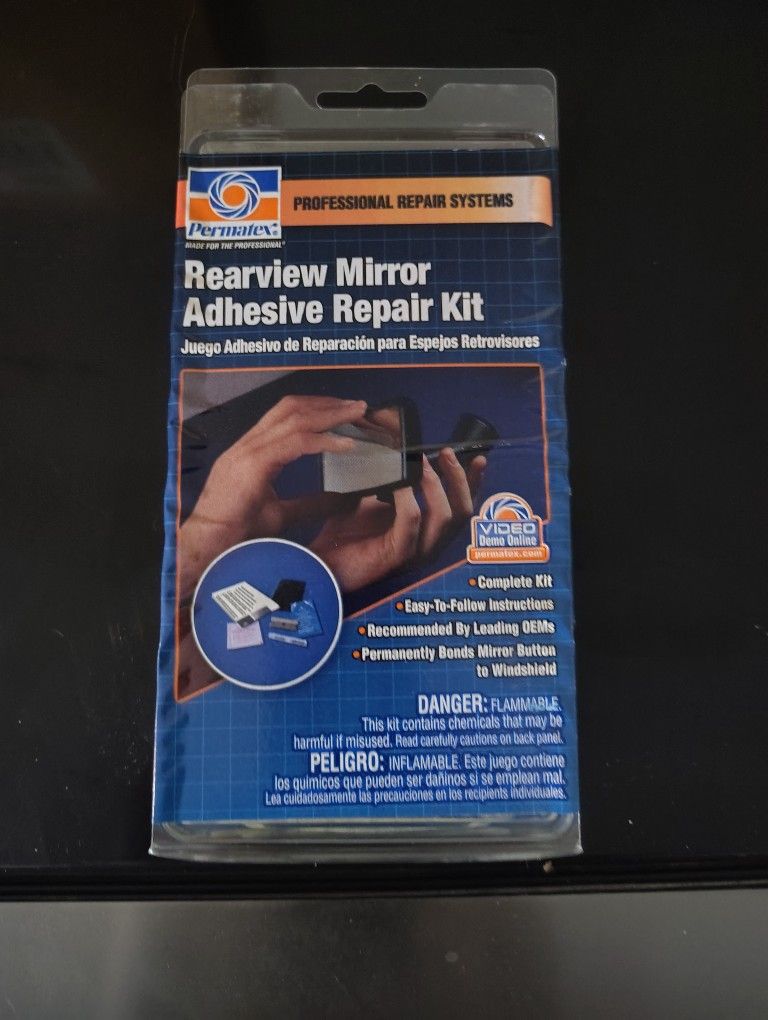 PROFESSIONAL REPAIR SYSTEMS
Permatex®
MADE FOR THE PROFESSIONAL®
Rearview Mirror
Adhesive Repair Kit
Juego Adhesivo de Reparación para Espejos Retrovisores
VIDEO
Demo Online
permatex.com
•Complete Kit
•Easy-To-Follow Instructions
•Recommended By Leading OEMs
•Permanently Bonds Mirror Button
to Windshield
DANGER: FLAMMABLE.
This kit contains chemicals that may be
harmful if misused. Read carefully cautions on back panel.
PELIGRO: INFLAMABLE. Este juego contiene
los quimicos que pueden ser dañinos si se emplean mal.
Lea cuidadosamente las precauciones en los recipients individuales.